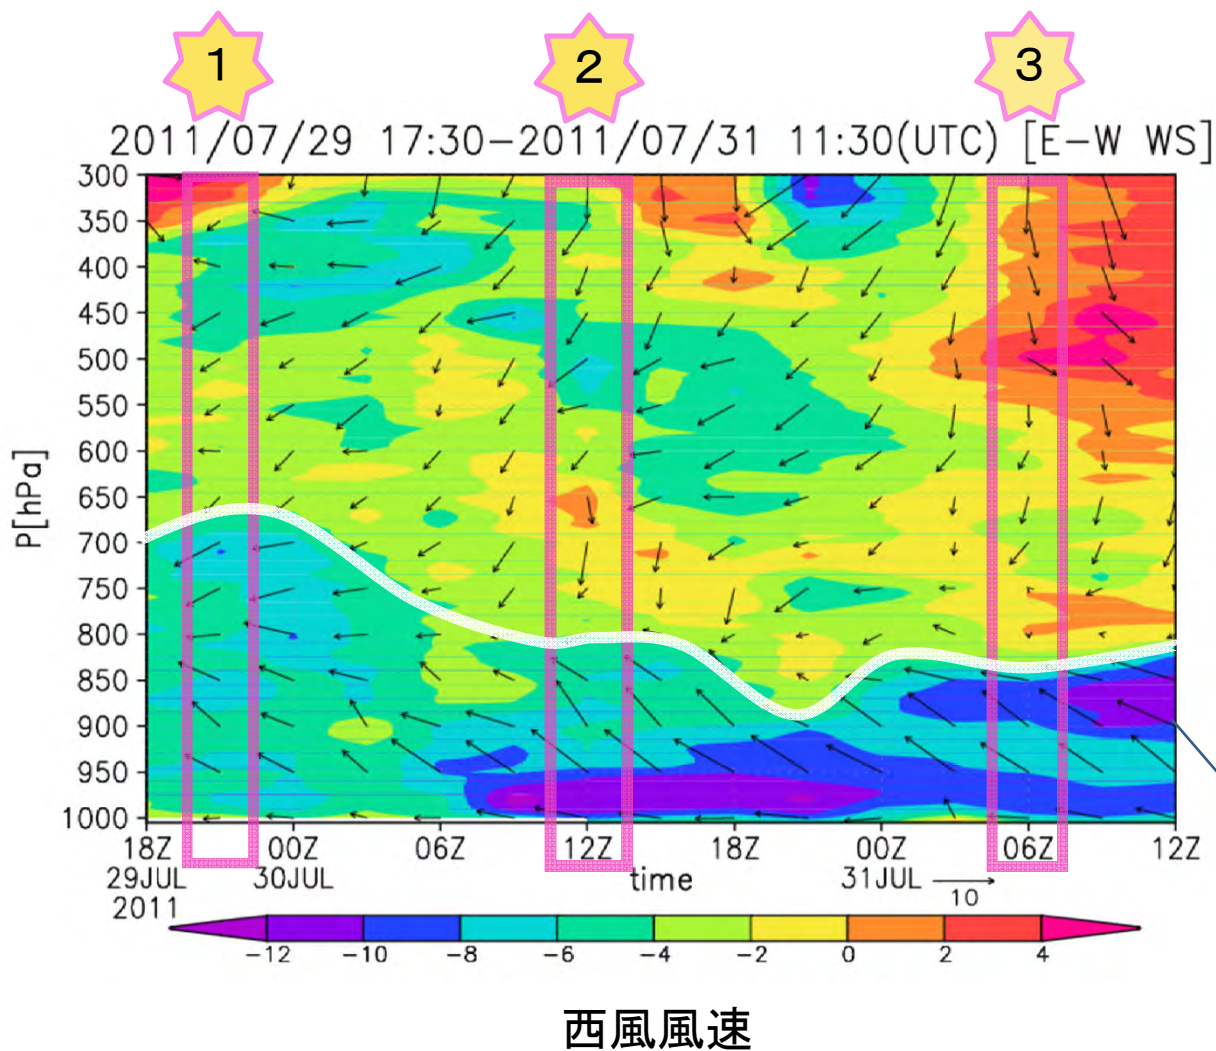 1 2 3
2011/07/29 17:30-2011/07/31 11:30(UTC) [E-W WS]
300
350
400
450
500
550
600
650
700
750
800
850
900
950
1000
P[hPa]
18Z 00Z 06Z 12Z 18Z 00Z 06Z 12Z
29JUL 30JUL time 31JUL 10
2011
-12 -10 -8 -6 -4 -2 0 2 4
西風風速